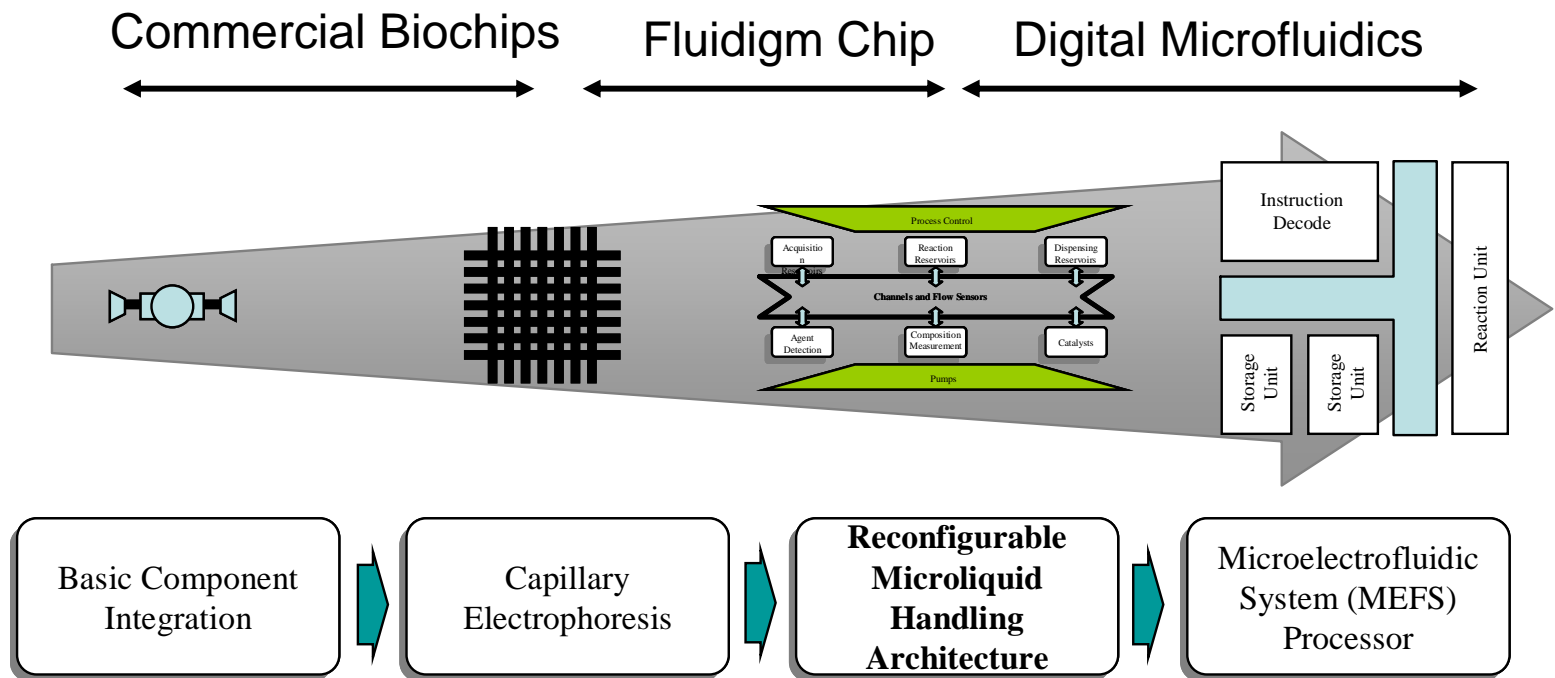 Commercial Biochips
Fluidigm Chip
Digital Microfluidics
Process Control
Acquisitio
n
Reservoirs
Reaction
Reservoirs
Dispensing
Reservoirs
Channels and Flow Sensors
Agent
Detection
Composition
Measurement
Catalysts
Pumps
Instruction
Decode
Storage
Unit
Storage
Unit
Reaction Unit
Basic Component
Integration
Capillary
Electrophoresis
Reconfigurable
Microliquid
Handling
Architecture
Microelectrofluidic
System (MEFS)
Processor